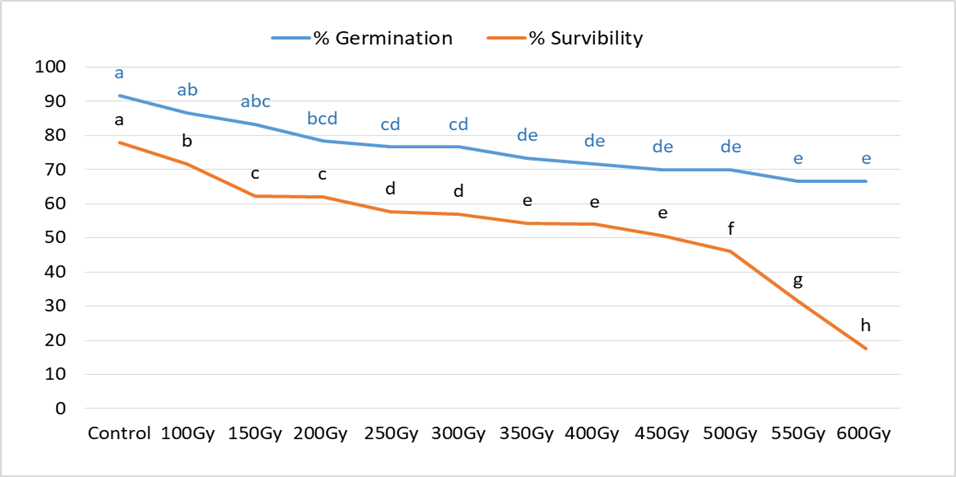 % Germination % Survibility
100
a
ab
90
abc
bcd
cd cd
de de de de
e e
80
a
b
70
c c
d d
60
e e e
50
f
40
g
30
h
20
10
0
Control 100Gy 150Gy 200Gy 250Gy 300Gy 350Gy 400Gy 450Gy 500Gy 550Gy 600Gy